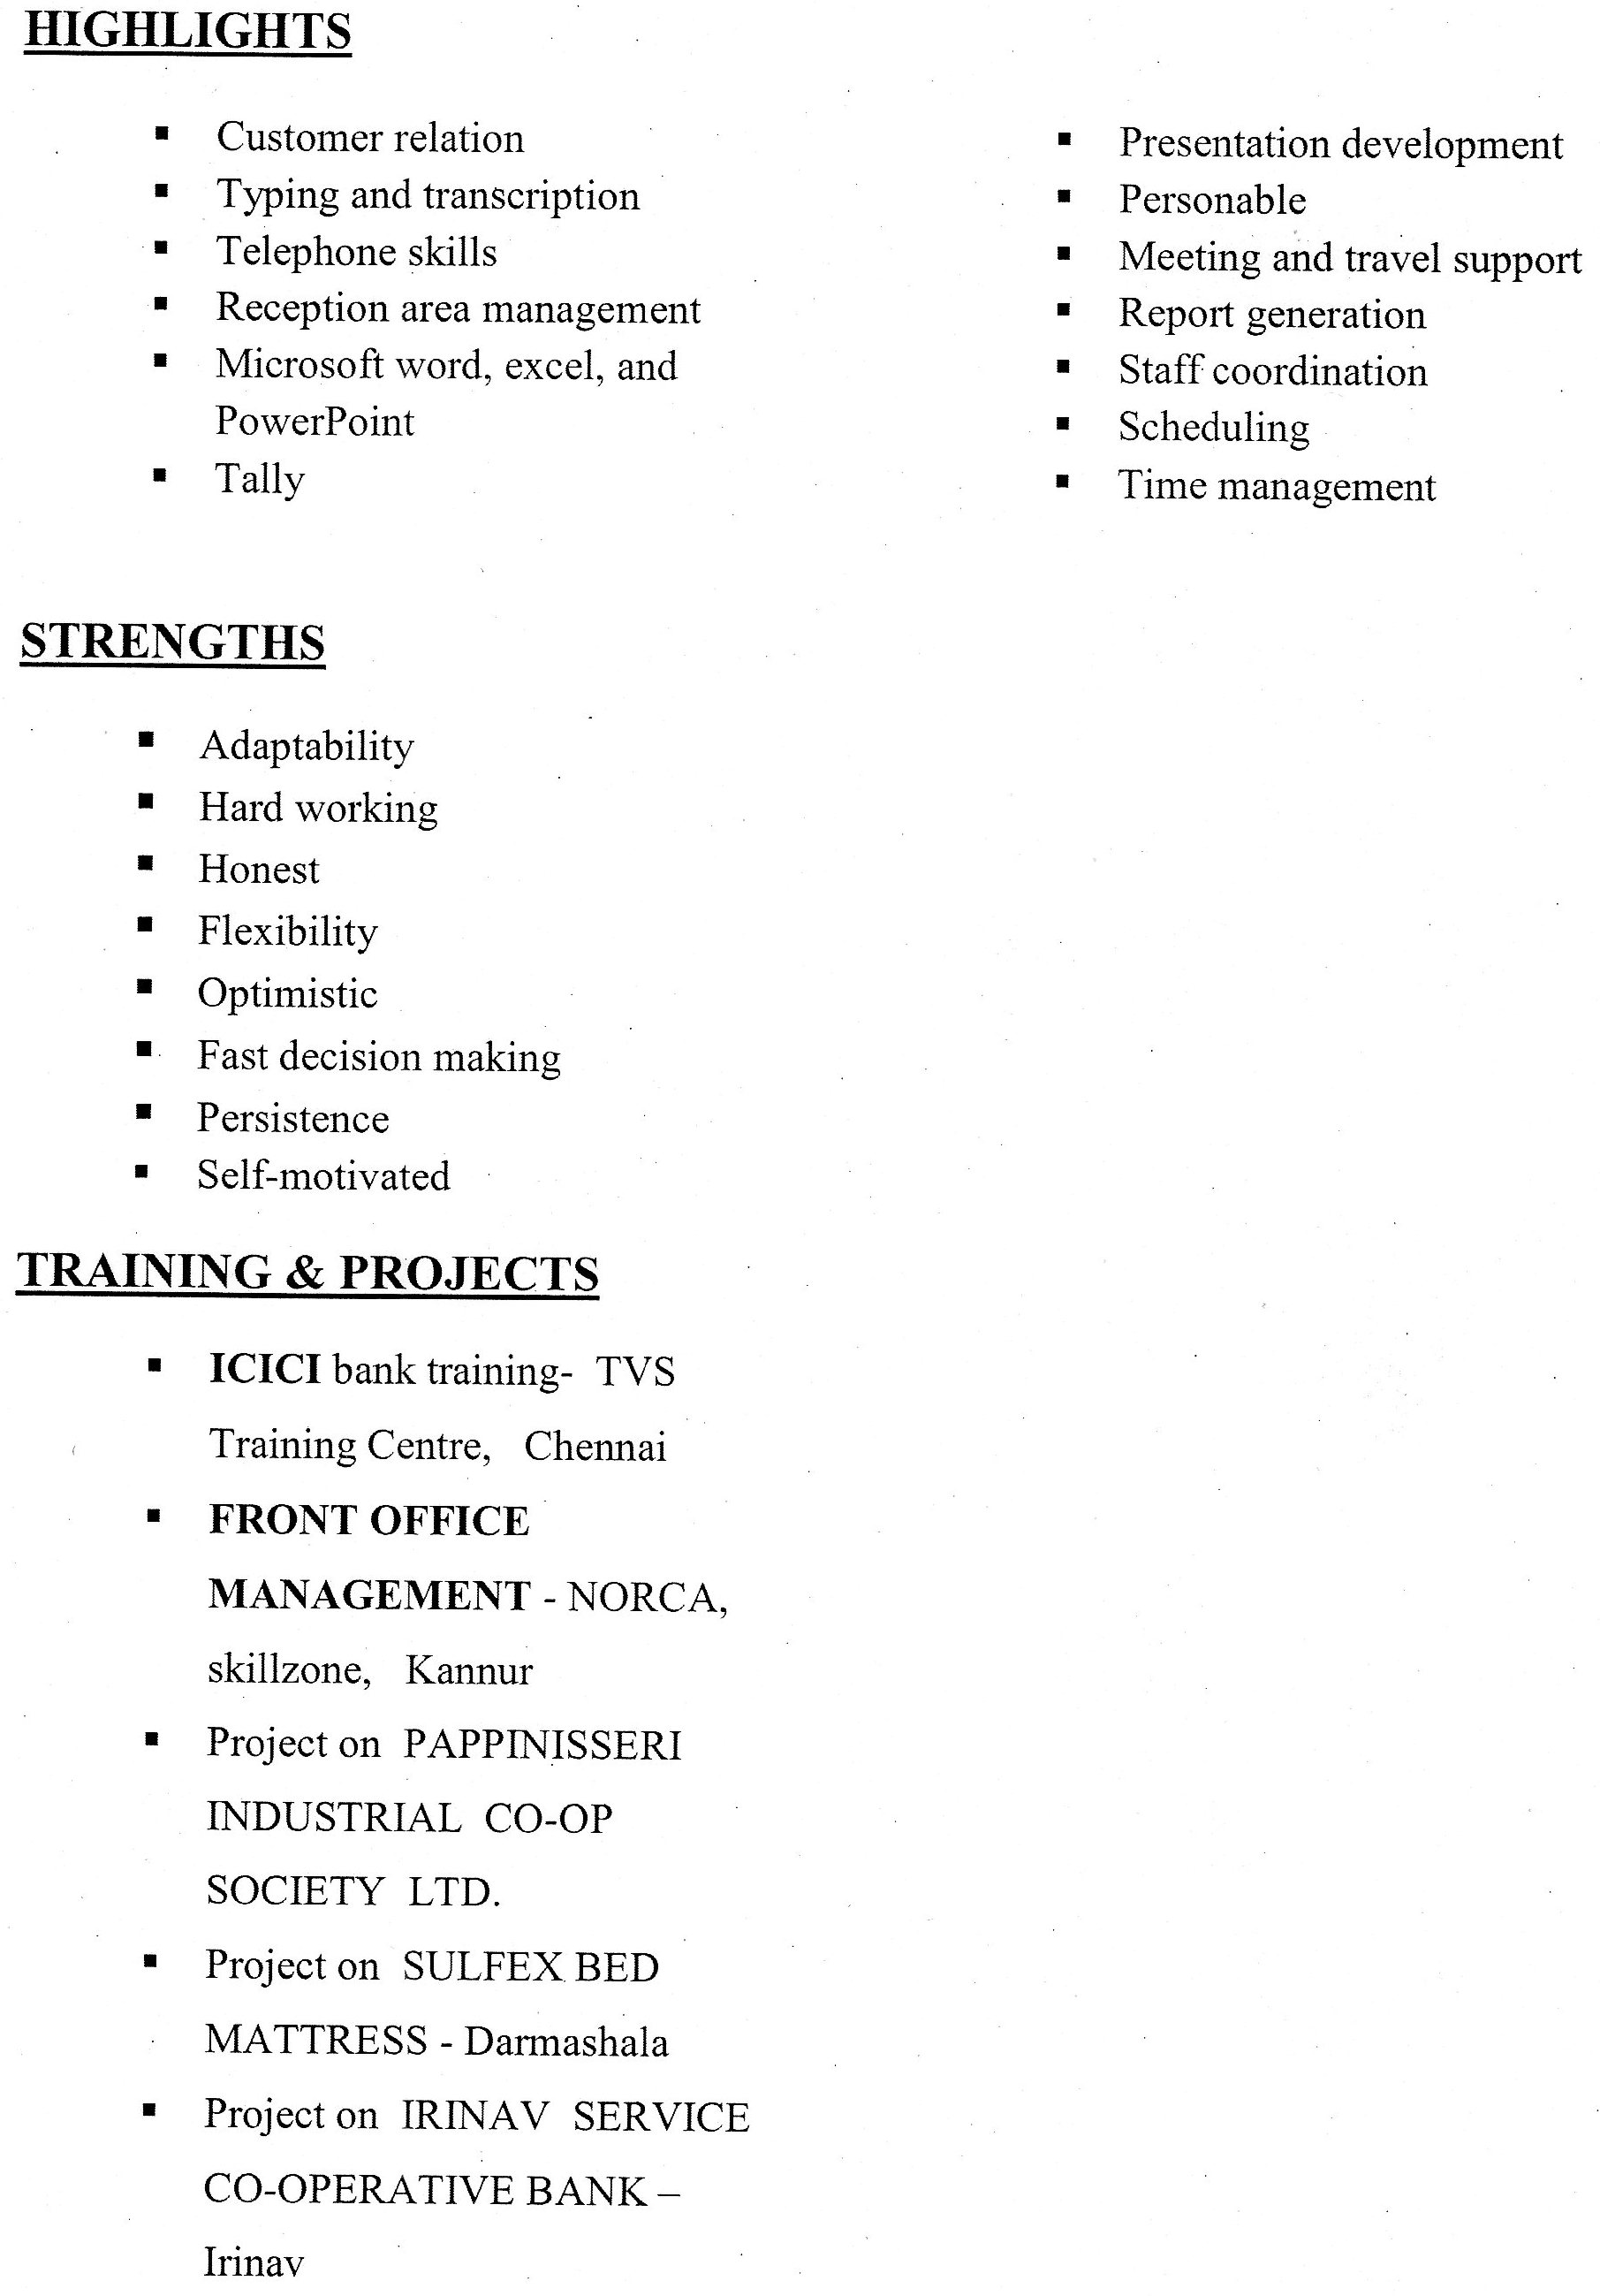 HIGHLIGHTS
▪ Customer relation
▪ Typing and transcription
▪ Telephone skills
▪ Reception area management
▪ Microsoft word, excel, and
PowerPoint
▪ Tally
▪ Presentation development
▪ Personable
▪ Meeting and travel support
▪ Report generation
▪ Staff coordination
▪ Scheduling
▪ Time management
STRENGTHS
▪ Adaptability
▪ Hard working
▪ Honest
▪ Flexibility
▪ Optimistic
▪ Fast decision making
▪ Persistence
▪ Self-motivated
TRAINING & PROJECTS
▪ ICICI bank training- TVS
Training Centre, Chennai
▪ FRONT OFFICE
MANAGEMENT - NORCA,
skillzone, Kannur
▪ Project on PAPPINISSERI
INDUSTRIAL CO-OP
SOCIETY LTD.
▪ Project on SULFEX BED
MATTRESS - Darmashala
▪ Project on IRINAV SERVICE
CO-OPERATIVE BANK –
Irinav